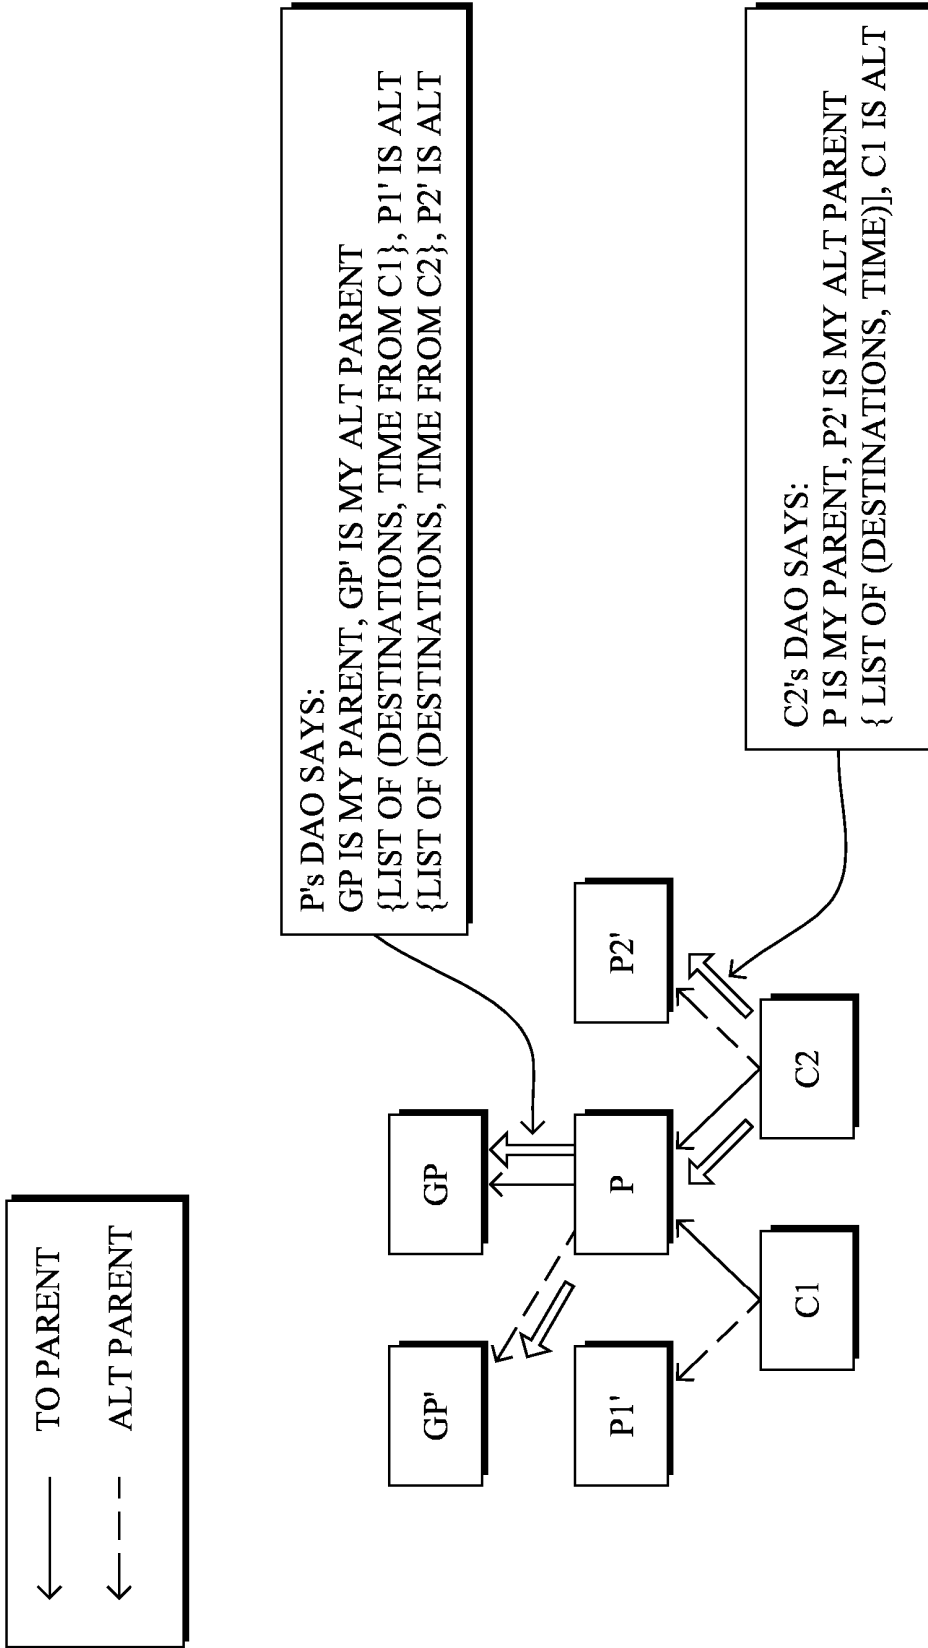 TO PARENT
ALT PARENT
P's DAO SAYS:
GP IS MY PARENT, GP' IS MY ALT PARENT
{LIST OF (DESTINATIONS, TIME FROM C1}, P1' IS ALT
{LIST OF (DESTINATIONS, TIME FROM C2}, P2' IS ALT
GP'
GP
P1'
P
P2'
C1
C2
C2's DAO SAYS:
P IS MY PARENT, P2' IS MY ALT PARENT
{ LIST OF (DESTINATIONS, TIME)], C1 IS ALT